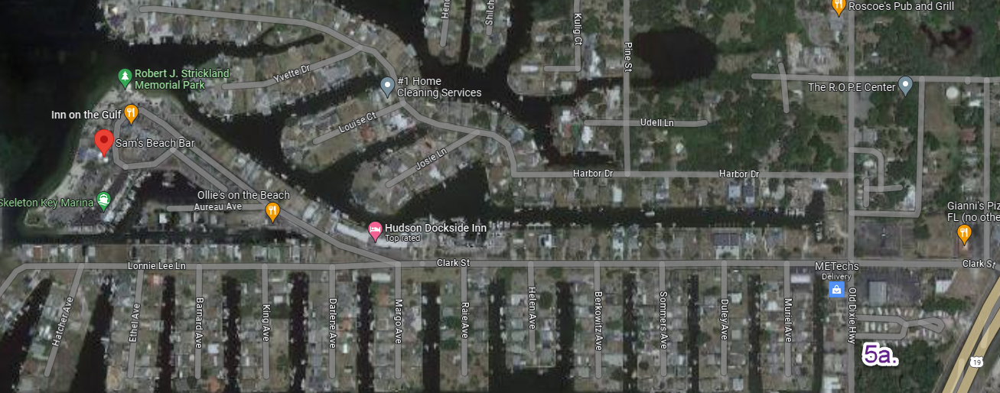 Roscoe's Pub and Grill
Kulig Ct
Pine St
Yvette Dr
Robert J. Strickland
Memorial Park
#1 Home
Cleaning Services
The R.O.P.E Center
Inn on the Gulf
Louise Ct
Udell Ln
Sam's Beach Bar
Josie Ln
Harbor Dr
Harbor Dr
Skeleton Key Marina
Ollie's on the Beach
Aureau Ave
Gianni's Piz
FL (no othe
Hudson Dockside Inn
Top rated
Lonnie Lee Ln
Clark St
METechs
Delivery
Clark St
Hatcher Ave
Ethel Ave
Barnard Ave
King Ave
Darlene Ave
Margo Ave
Raie Ave
Helen Ave
Berkowitz Ave
Sommers Ave
Duley Ave
Muriel Ave
Old Dixie Hwy
5a.
19